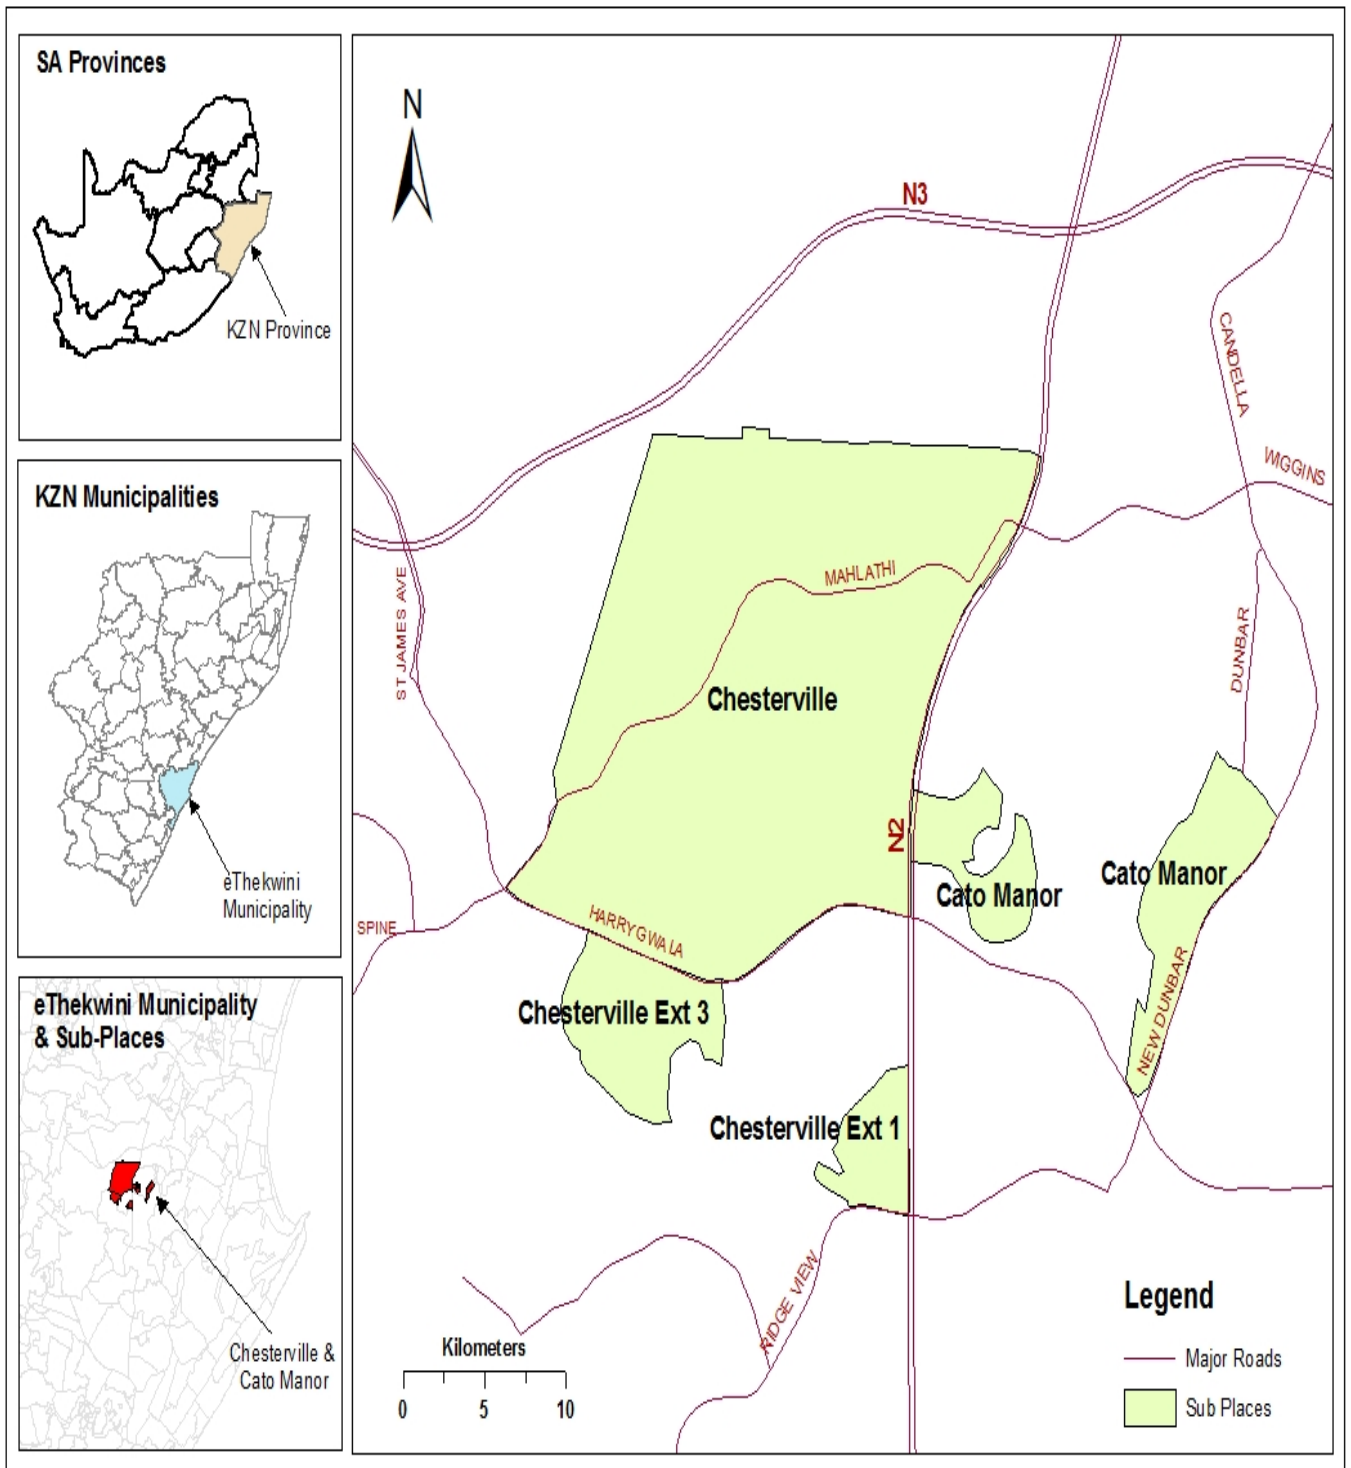 SA Provinces
KZN Province
KZN Municipalities
eThekwini
Municipality
eThekwini Municipality
& Sub-Places
Chesterville &
Cato Manor
N
N3
CANDELLA
WIGGINS
ST JAMES AVE
MAHLATHI
DUNBAR
Chesterville
N2
Cato Manor
Cato Manor
SPINE
HARRY GWALA
NEW DUNBAR
Chesterville Ext 3
Chesterville Ext 1
RIDGE VIEW
Kilometers
0 5 10
Legend
Major Roads
Sub Places